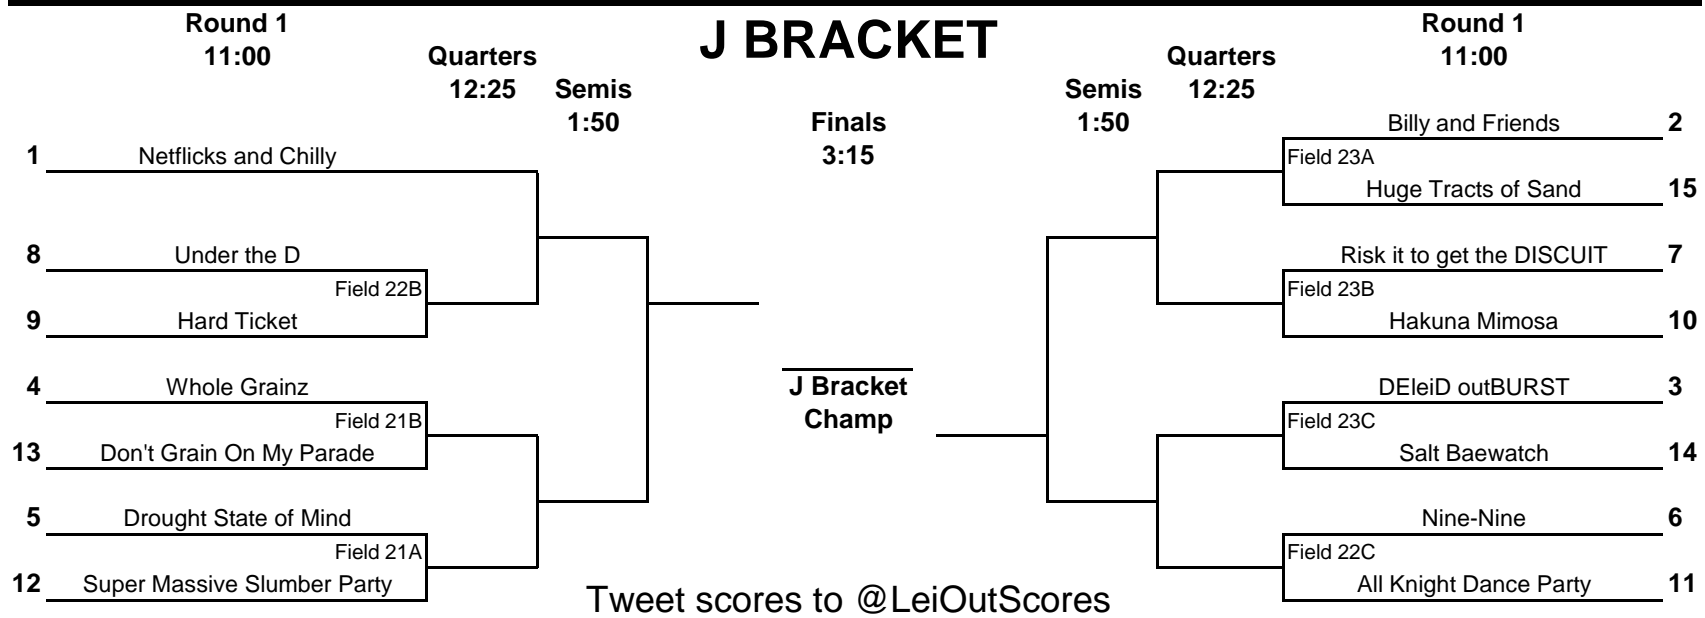 J BRACKET
Round 1
11:00
Quarters
12:25
Semis
1:50
Finals
3:15
Semis
1:50
Quarters
12:25
Round 1
11:00
1 Netflicks and Chilly
8 Under the D
Field 22B
9 Hard Ticket
4 Whole Grainz
Field 21B
13 Don't Grain On My Parade
5 Drought State of Mind
Field 21A
12 Super Massive Slumber Party
J Bracket
Champ
Billy and Friends 2
Field 23A
Huge Tracts of Sand 15
Risk it to get the DISCUIT 7
Field 23B
Hakuna Mimosa 10
DEleiD outBURST 3
Field 23C
Salt Baewatch 14
Nine-Nine 6
Field 22C
All Knight Dance Party 11
Tweet scores to @LeiOutScores